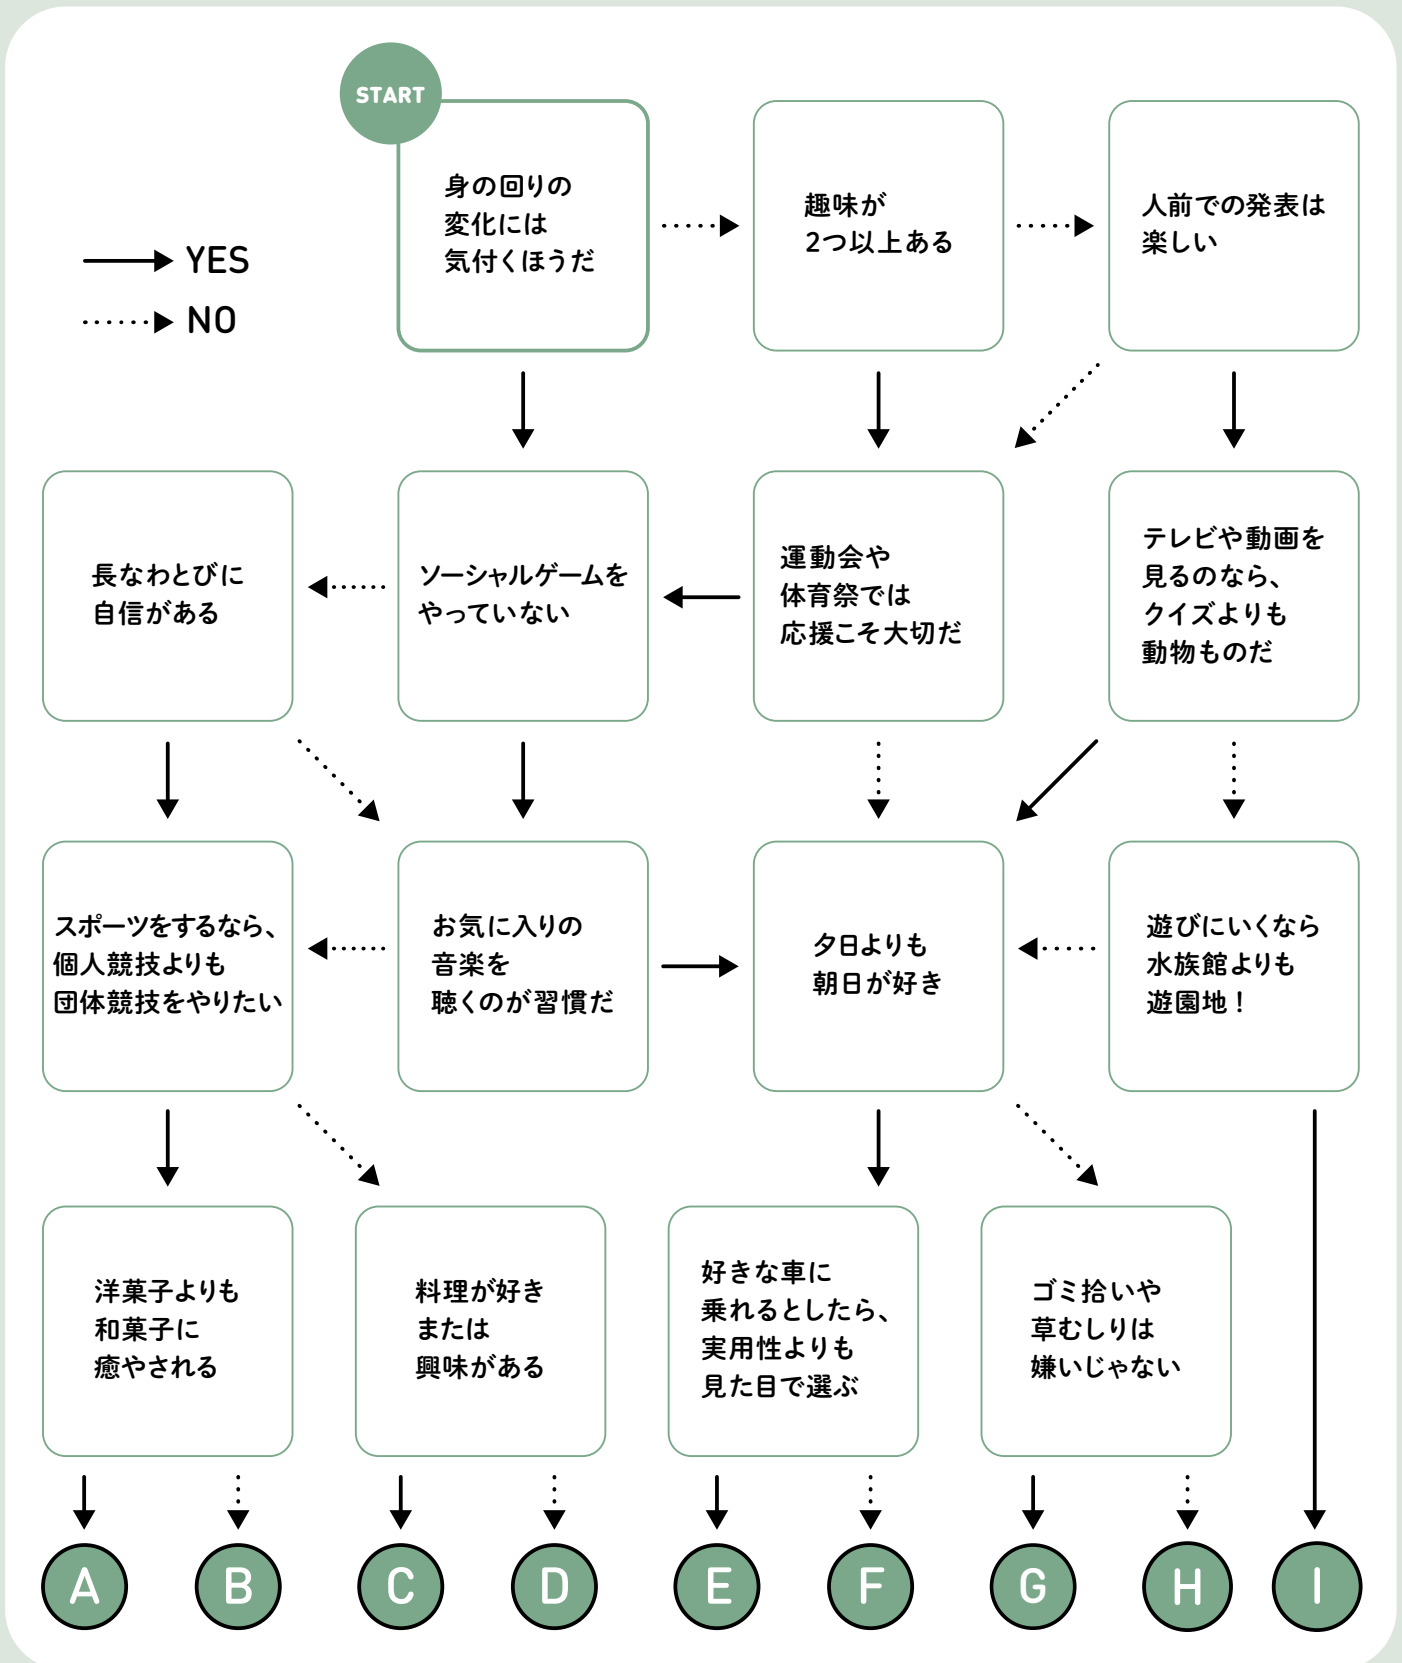 START
身の回りの
変化には
気付くほうだ
趣味が
2つ以上ある
人前での発表は
楽しい
YES
NO
長なわとびに
自信がある
ソーシャルゲームを
やっていない
運動会や
体育祭では
応援こそ大切だ
テレビや動画を
見るのなら、
クイズよりも
動物ものだ
スポーツをするなら、
個人競技よりも
団体競技をやりたい
お気に入りの
音楽を
聴くのが習慣だ
夕日よりも
朝日が好き
遊びにいくなら
水族館よりも
遊園地！
洋菓子よりも
和菓子に
癒やされる
料理が好き
または
興味がある
好きな車に
乗れるとしたら、
実用性よりも
見た目で選ぶ
ゴミ拾いや
草むしりは
嫌いじゃない
A
B
C
D
E
F
G
H
I